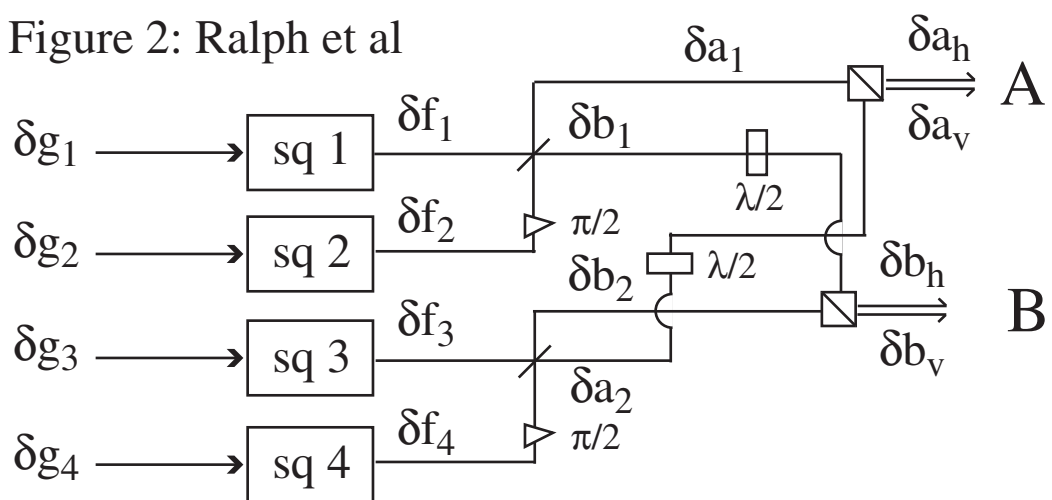 Figure 2: Ralph et al
δa₁
δaₕ
A
δaᵥ
δg₁
sq 1
δf₁
δb₁
λ/2
δg₂
sq 2
δf₂
π/2
δb₂
λ/2
δbₕ
B
δbᵥ
δg₃
sq 3
δf₃
δa₂
δg₄
sq 4
δf₄
π/2